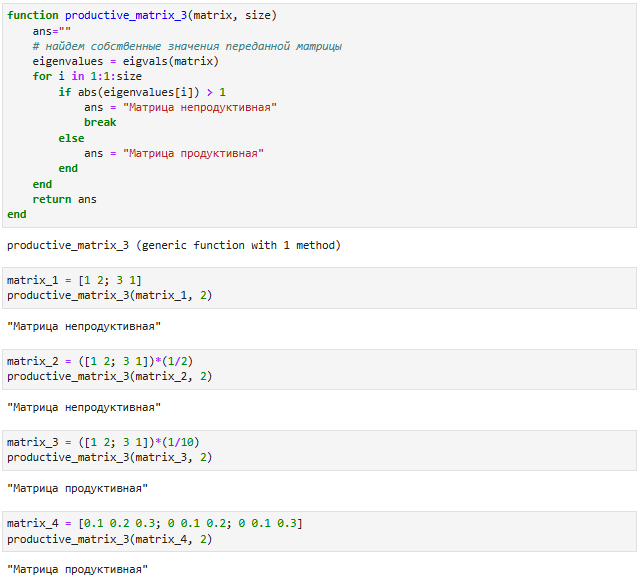 function productive_matrix_3(matrix, size)
    ans=""
    # найдем собственные значения переданной матрицы
    eigenvalues = eigvals(matrix)
    for i in 1:1:size
        if abs(eigenvalues[i]) > 1
            ans = "Матрица непродуктивная"
            break
        else
            ans = "Матрица продуктивная"
        end
    end
    return ans
end
productive_matrix_3 (generic function with 1 method)
matrix_1 = [1 2; 3 1]
productive_matrix_3(matrix_1, 2)
"Матрица непродуктивная"
matrix_2 = ([1 2; 3 1])*(1/2)
productive_matrix_3(matrix_2, 2)
"Матрица непродуктивная"
matrix_3 = ([1 2; 3 1])*(1/10)
productive_matrix_3(matrix_3, 2)
"Матрица продуктивная"
matrix_4 = [0.1 0.2 0.3; 0 0.1 0.2; 0 0.1 0.3]
productive_matrix_3(matrix_4, 2)
"Матрица продуктивная"